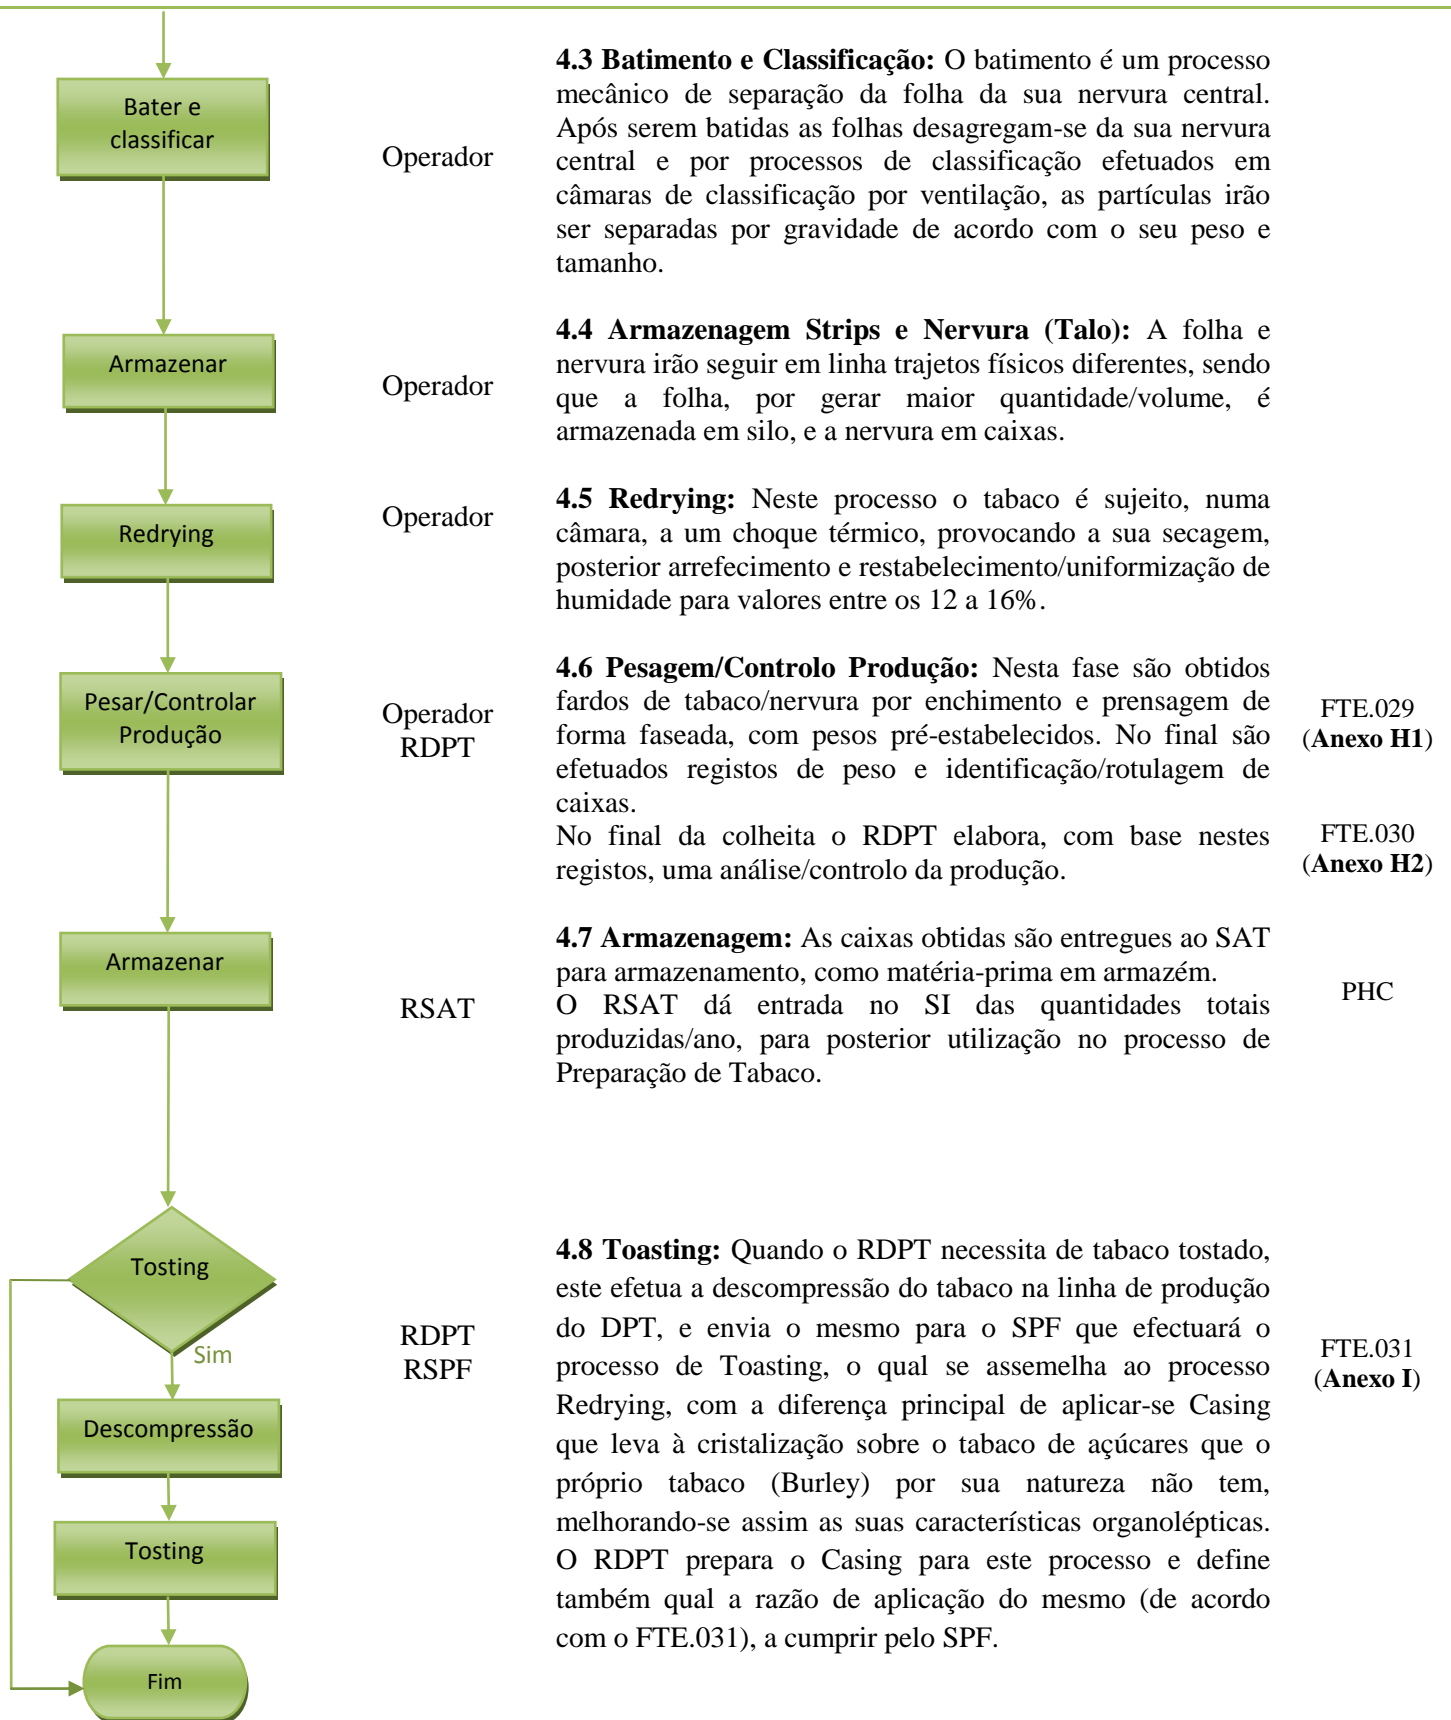 Bater e
classificar
Operador
4.3 Batimento e Classificação: O batimento é um processo
mecânico de separação da folha da sua nervura central.
Após serem batidas as folhas desagregam-se da sua nervura
central e por processos de classificação efetuados em
câmaras de classificação por ventilação, as partículas irão
ser separadas por gravidade de acordo com o seu peso e
tamanho.
Armazenar
Operador
4.4 Armazenagem Strips e Nervura (Talo): A folha e
nervura irão seguir em linha trajetos físicos diferentes, sendo
que a folha, por gerar maior quantidade/volume, é
armazenada em silo, e a nervura em caixas.
Redrying
Operador
4.5 Redrying: Neste processo o tabaco é sujeito, numa
câmara, a um choque térmico, provocando a sua secagem,
posterior arrefecimento e restabelecimento/uniformização de
humidade para valores entre os 12 a 16%.
Pesar/Controlar
Produção
Operador
RDPT
4.6 Pesagem/Controlo Produção: Nesta fase são obtidos
fardos de tabaco/nervura por enchimento e prensagem de
forma faseada, com pesos pré-estabelecidos. No final são
efetuados registos de peso e identificação/rotulagem de
caixas.
No final da colheita o RDPT elabora, com base nestes
registos, uma análise/controlo da produção.
FTE.029
(Anexo H1)
FTE.030
(Anexo H2)
Armazenar
RSAT
4.7 Armazenagem: As caixas obtidas são entregues ao SAT
para armazenamento, como matéria-prima em armazém.
O RSAT dá entrada no SI das quantidades totais
produzidas/ano, para posterior utilização no processo de
Preparação de Tabaco.
PHC
Tosting
Sim
Descompressão
Tosting
Fim
RDPT
RSPF
4.8 Toasting: Quando o RDPT necessita de tabaco tostado,
este efetua a descompressão do tabaco na linha de produção
do DPT, e envia o mesmo para o SPF que efectuará o
processo de Toasting, o qual se assemelha ao processo
Redrying, com a diferença principal de aplicar-se Casing
que leva à cristalização sobre o tabaco de açúcares que o
próprio tabaco (Burley) por sua natureza não tem,
melhorando-se assim as suas características organolépticas.
O RDPT prepara o Casing para este processo e define
também qual a razão de aplicação do mesmo (de acordo
com o FTE.031), a cumprir pelo SPF.
FTE.031
(Anexo I)